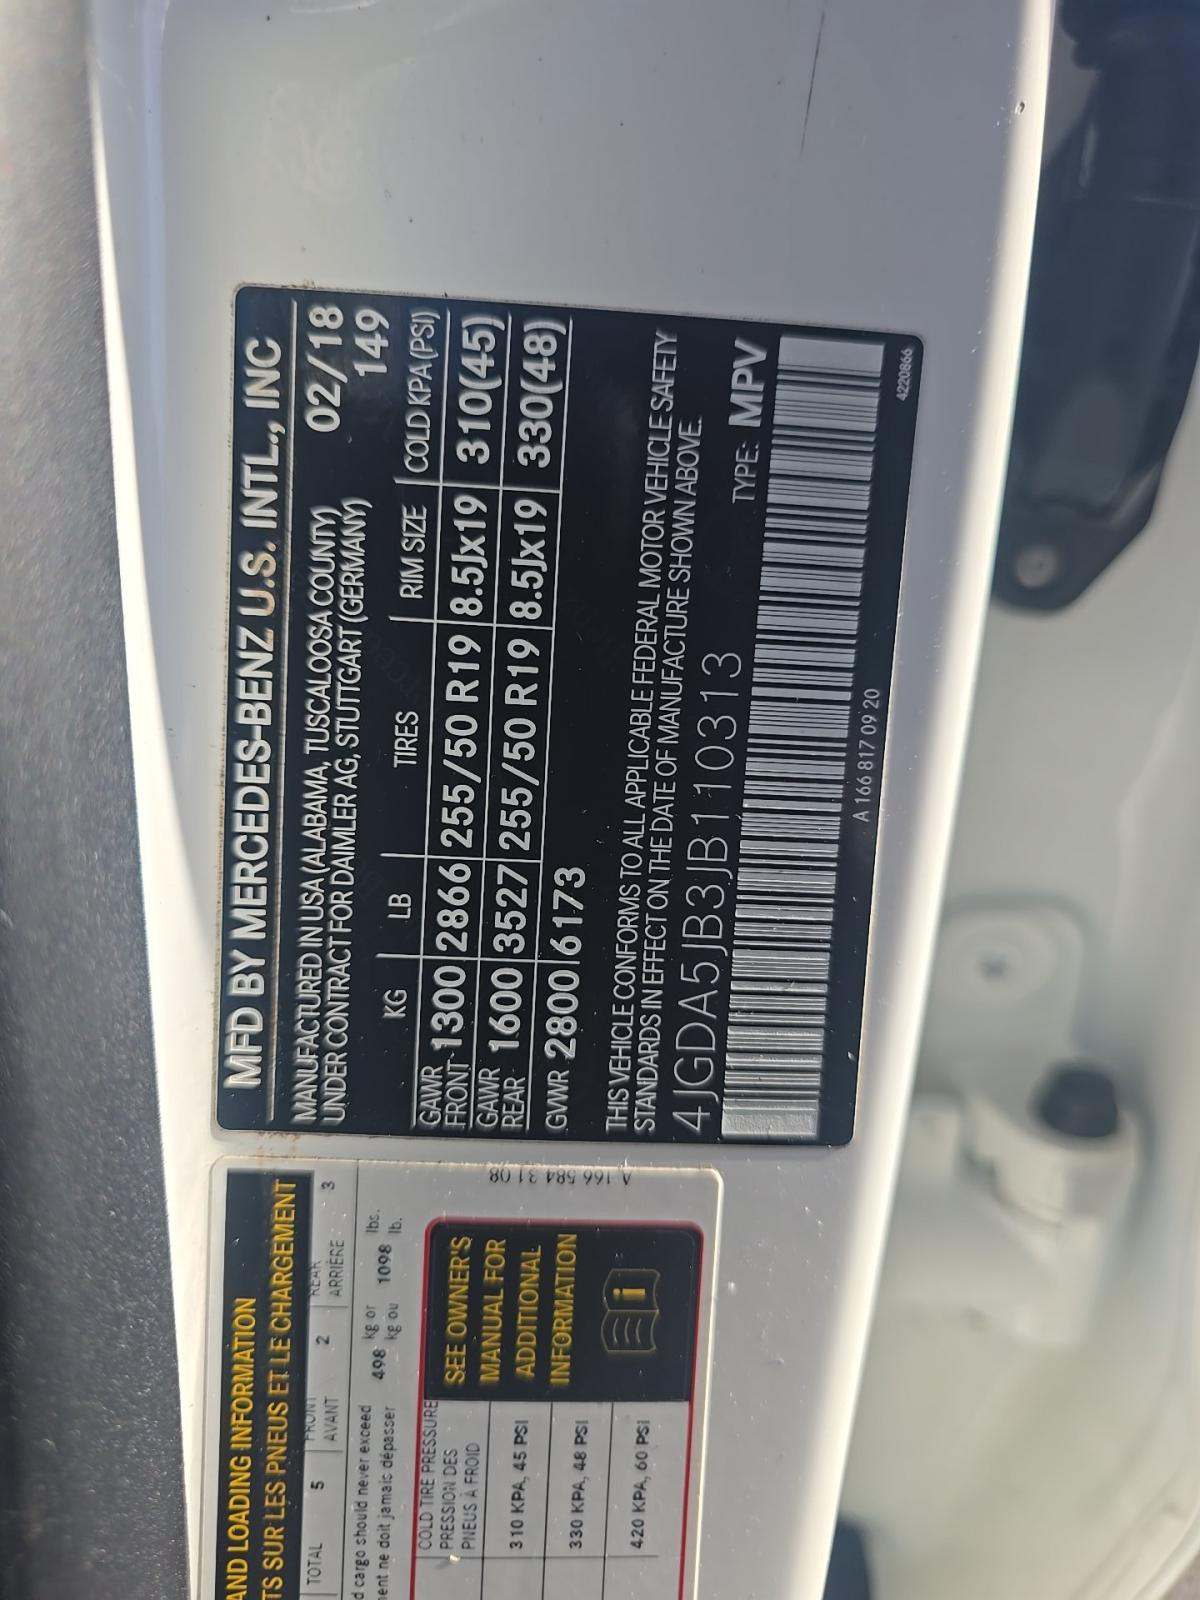 MFD BY MERCEDES-BENZ U.S. INTL., INC
MANUFACTURED IN USA (ALABAMA, TUSCALOOSA COUNTY) 02/18
UNDER CONTRACT FOR DAIMLER AG, STUTTGART (GERMANY) 149
KG LB TIRES RIM SIZE COLD KPA (PSI)
GAWR FRONT 1300 2866 255/50 R19 8.5Jx19 310(45)
GAWR REAR 1600 3527 255/50 R19 8.5Jx19 330(48)
GVWR 2800 6173
THIS VEHICLE CONFORMS TO ALL APPLICABLE FEDERAL MOTOR VEHICLE SAFETY
STANDARDS IN EFFECT ON THE DATE OF MANUFACTURE SHOWN ABOVE.
4JGDA5JB3JB110313 TYPE: MPV
A 166 817 09 20
4220866
AND LOADING INFORMATION
TS SUR LES PNEUS ET LE CHARGEMENT
TOTAL 5 FRONT AVANT 2 REAR ARRIÈRE 3
d cargo should never exceed 498 kg or 1098 lbs.
ment ne doit jamais dépasser kg ou lb.
COLD TIRE PRESSURE
PRESSION DES
PNEUS À FROID
310 KPA, 45 PSI
330 KPA, 48 PSI
420 KPA, 60 PSI
SEE OWNER'S
MANUAL FOR
ADDITIONAL
INFORMATION
i
A 166 584 31 08